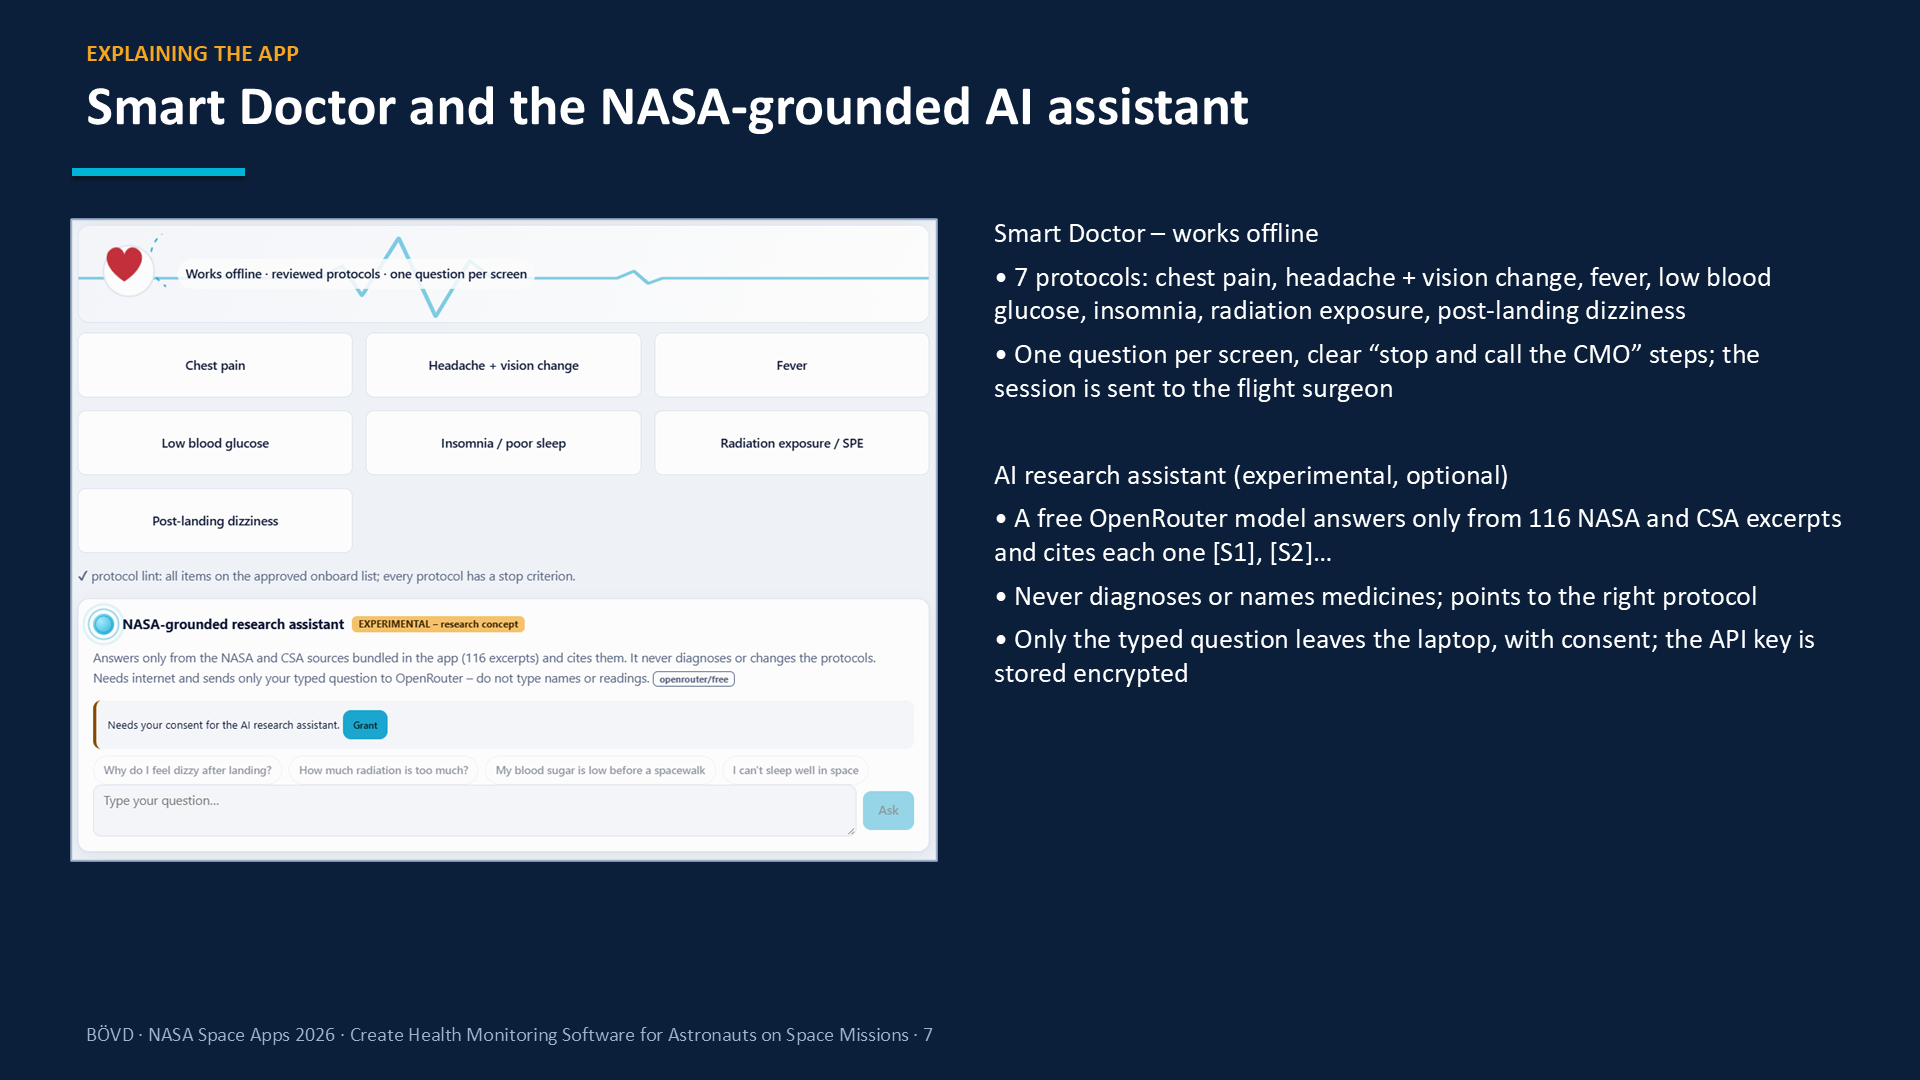 EXPLAINING THE APP
Smart Doctor and the NASA-grounded AI assistant
Works offline · reviewed protocols · one question per screen
Chest pain
Headache + vision change
Fever
Low blood glucose
Insomnia / poor sleep
Radiation exposure / SPE
Post-landing dizziness
✓ protocol lint: all items on the approved onboard list; every protocol has a stop criterion.
NASA-grounded research assistant EXPERIMENTAL – research concept
Answers only from the NASA and CSA sources bundled in the app (116 excerpts) and cites them. It never diagnoses or changes the protocols.
Needs internet and sends only your typed question to OpenRouter – do not type names or readings. openrouter/free
Needs your consent for the AI research assistant. Grant
Why do I feel dizzy after landing? How much radiation is too much? My blood sugar is low before a spacewalk I can't sleep well in space
Type your question...
Ask
Smart Doctor – works offline
• 7 protocols: chest pain, headache + vision change, fever, low blood
glucose, insomnia, radiation exposure, post-landing dizziness
• One question per screen, clear “stop and call the CMO” steps; the
session is sent to the flight surgeon
AI research assistant (experimental, optional)
• A free OpenRouter model answers only from 116 NASA and CSA excerpts
and cites each one [S1], [S2]…
• Never diagnoses or names medicines; points to the right protocol
• Only the typed question leaves the laptop, with consent; the API key is
stored encrypted
BÖVD · NASA Space Apps 2026 · Create Health Monitoring Software for Astronauts on Space Missions · 7